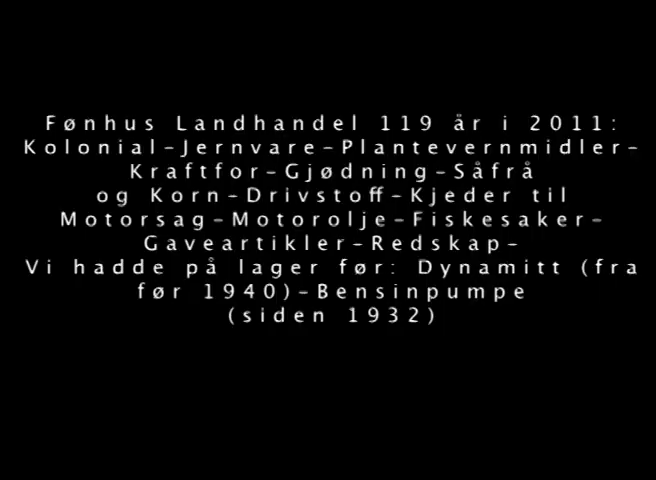 Fønhus Landhandel 119 år i 2011:
Kolonial-Jernvare-Plantevernmidler-
Kraftfor-Gjødning-Såfrå
og Korn-Drivstoff-Kjeder til
Motorsag-Motorolje-Fiskesaker-
Gaveartikler-Redskap-
Vi hadde på lager før: Dynamitt (fra
før 1940)-Bensinpumpe
(siden 1932)